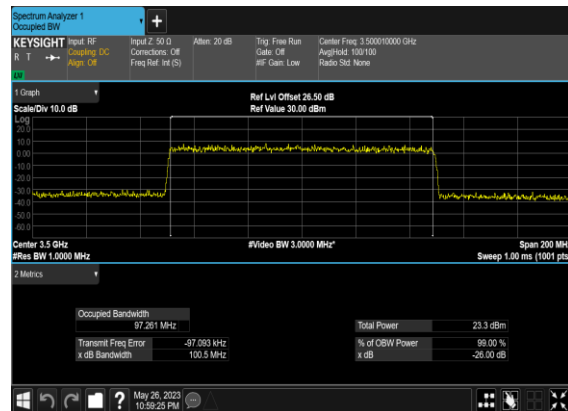 Spectrum Analyzer 1
Occupied BW
KEYSIGHT Input: RF Input Z: 50 Ω Atten: 20 dB Trig: Free Run Center Freq: 3.500010000 GHz
R T Coupling: DC Corrections: Off Gate: Off Avg|Hold: 100/100
Align: Off Freq Ref: Int (S) #IF Gain: Low Radio Std: None
LW
1 Graph
Ref Lvl Offset 26.50 dB
Scale/Div 10.0 dB Ref Value 30.00 dBm
Log
20.0
10.0
0.00
-10.0
-20.0
-30.0
-40.0
-50.0
-60.0
Center 3.5 GHz #Video BW 3.0000 MHz* Span 200 MH
#Res BW 1.0000 MHz Sweep 1.00 ms (1001 pts
2 Metrics
Occupied Bandwidth
97.261 MHz Total Power 23.3 dBm
Transmit Freq Error -97.093 kHz % of OBW Power 99.00 %
x dB Bandwidth 100.5 MHz x dB -26.00 dB
? May 26, 2023
10:59:25 PM